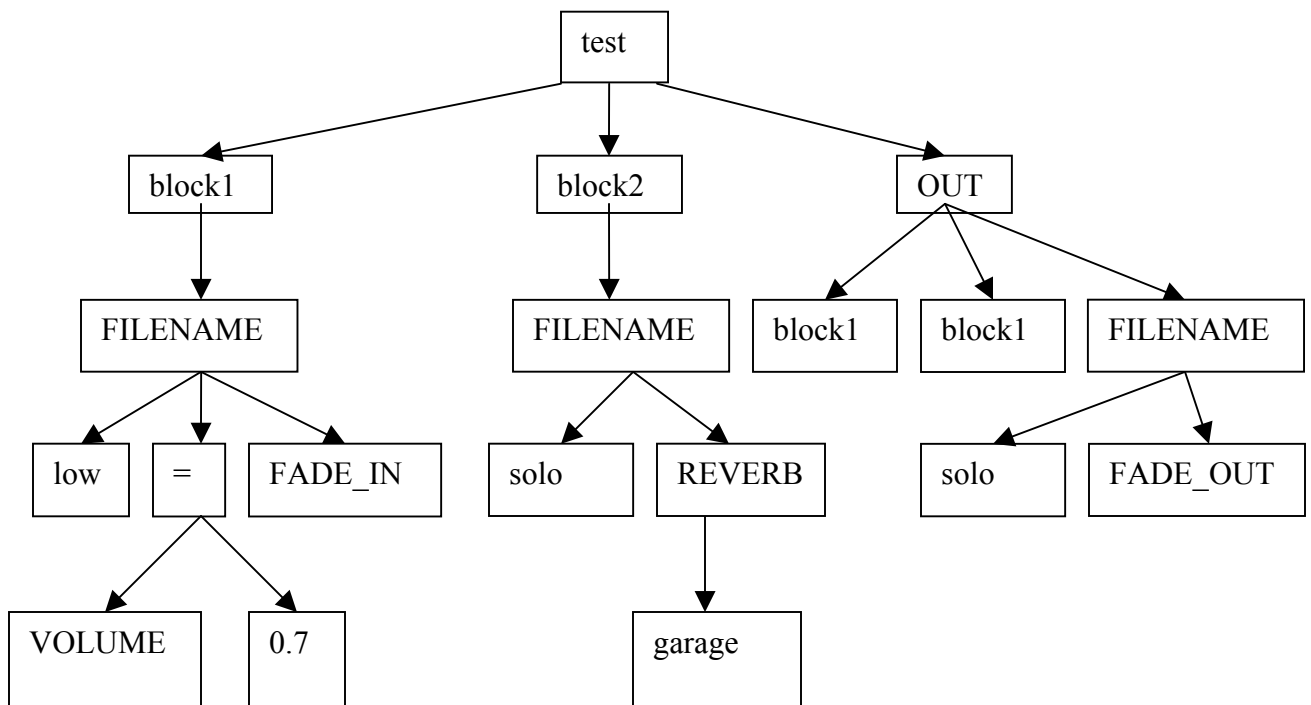 test
block1
block2
OUT
FILENAME
FILENAME
block1
block1
FILENAME
low
=
FADE_IN
solo
REVERB
solo
FADE_OUT
VOLUME
0.7
garage